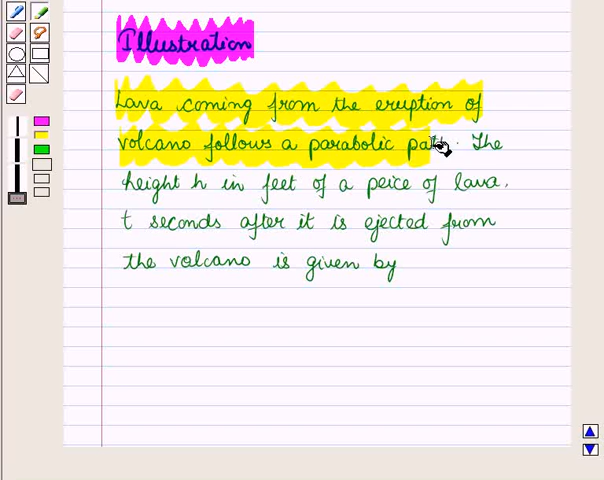 Illustration
Lava coming from the eruption of
volcano follows a parabolic path. The
height h in feet of a peice of lava,
t seconds after it is ejected from
the volcano is given by